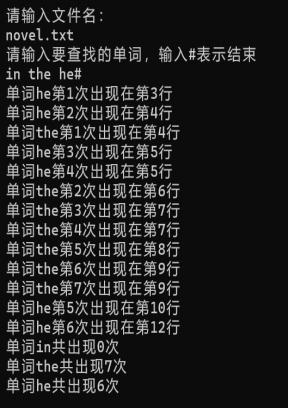 请输入文件名：
novel.txt
请输入要查找的单词，输入#表示结束
in the he#
单词he第1次出现在第3行
单词he第2次出现在第4行
单词the第1次出现在第4行
单词he第3次出现在第5行
单词he第4次出现在第5行
单词the第2次出现在第6行
单词the第3次出现在第7行
单词the第4次出现在第7行
单词the第5次出现在第8行
单词the第6次出现在第9行
单词the第7次出现在第9行
单词he第5次出现在第10行
单词he第6次出现在第12行
单词in共出现0次
单词the共出现7次
单词he共出现6次